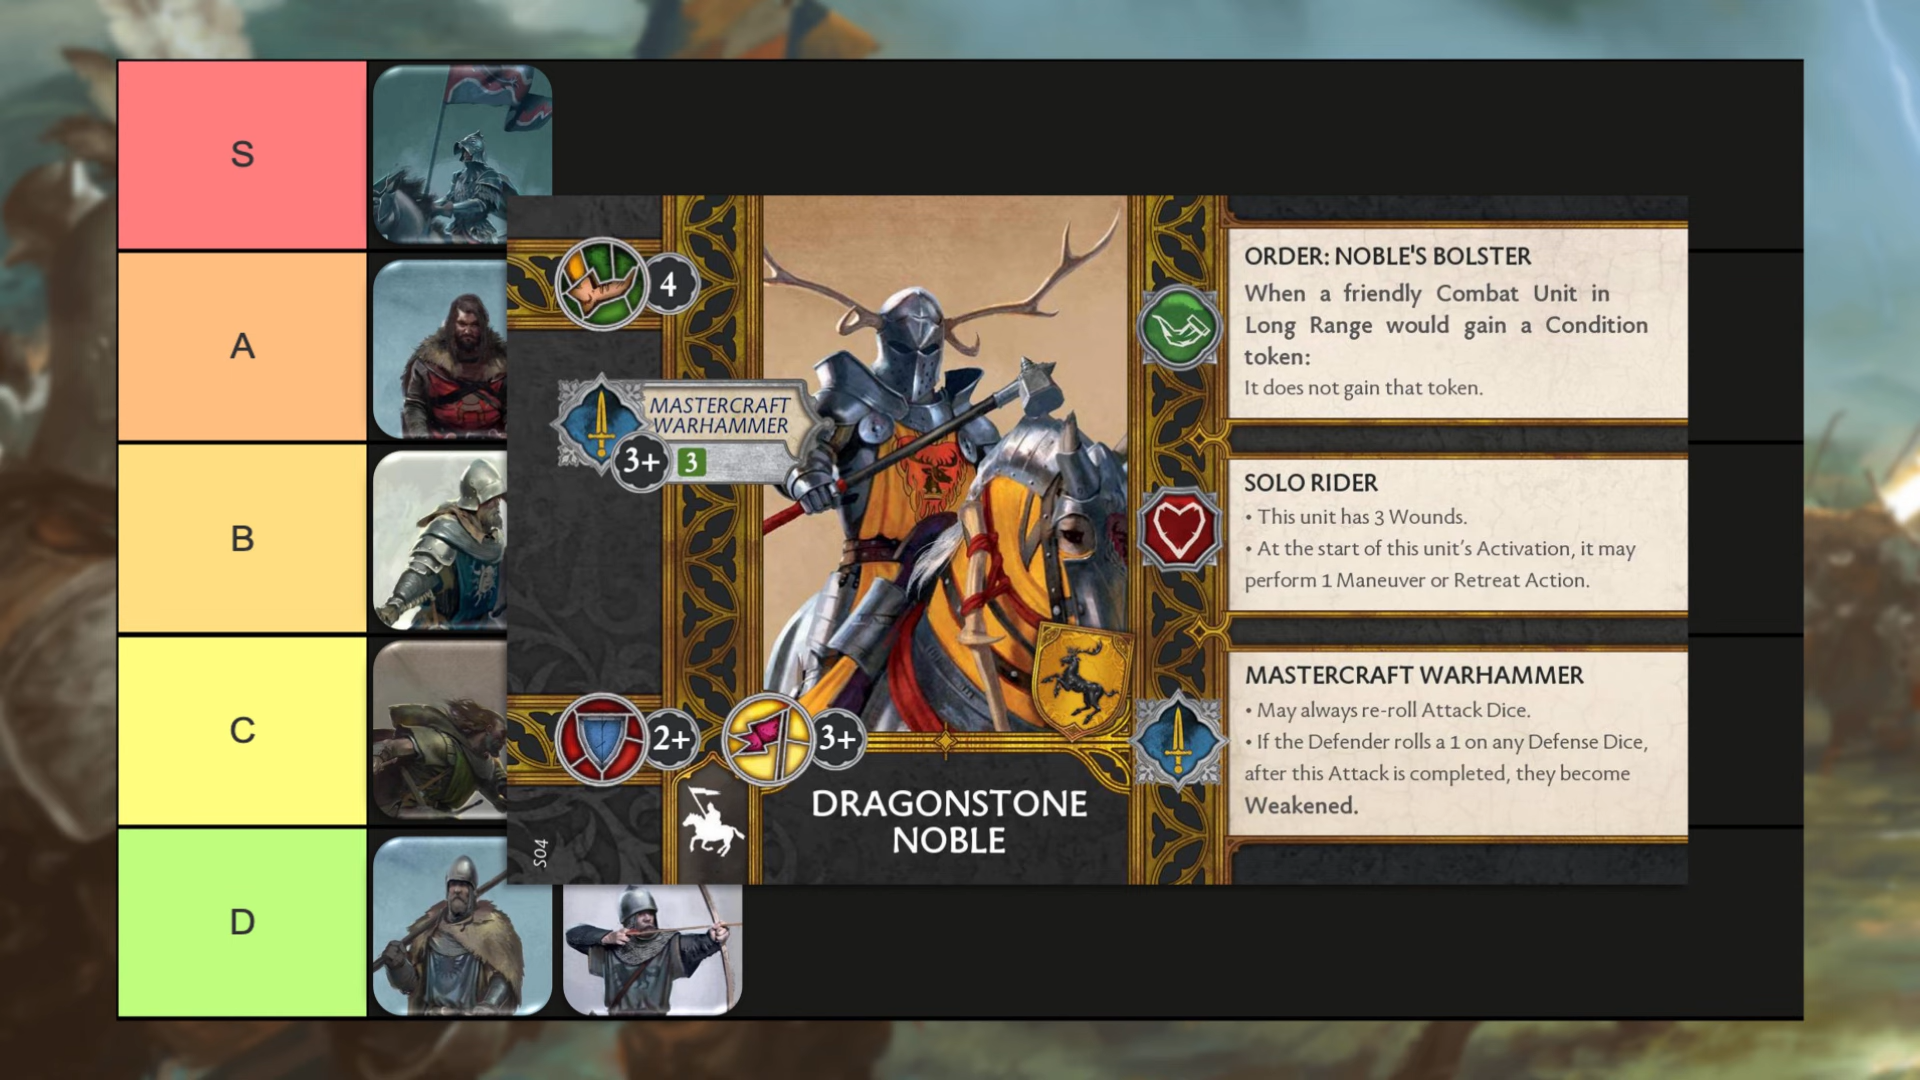 S
A
B
C
D
4
MASTERCRAFT
WARHAMMER
3+ 3
2+ 3+
DRAGONSTONE
NOBLE
S04
ORDER: NOBLE'S BOLSTER
When a friendly Combat Unit in
Long Range would gain a Condition
token:
It does not gain that token.
SOLO RIDER
• This unit has 3 Wounds.
• At the start of this unit's Activation, it may
perform 1 Maneuver or Retreat Action.
MASTERCRAFT WARHAMMER
• May always re-roll Attack Dice.
• If the Defender rolls a 1 on any Defense Dice,
after this Attack is completed, they become
Weakened.